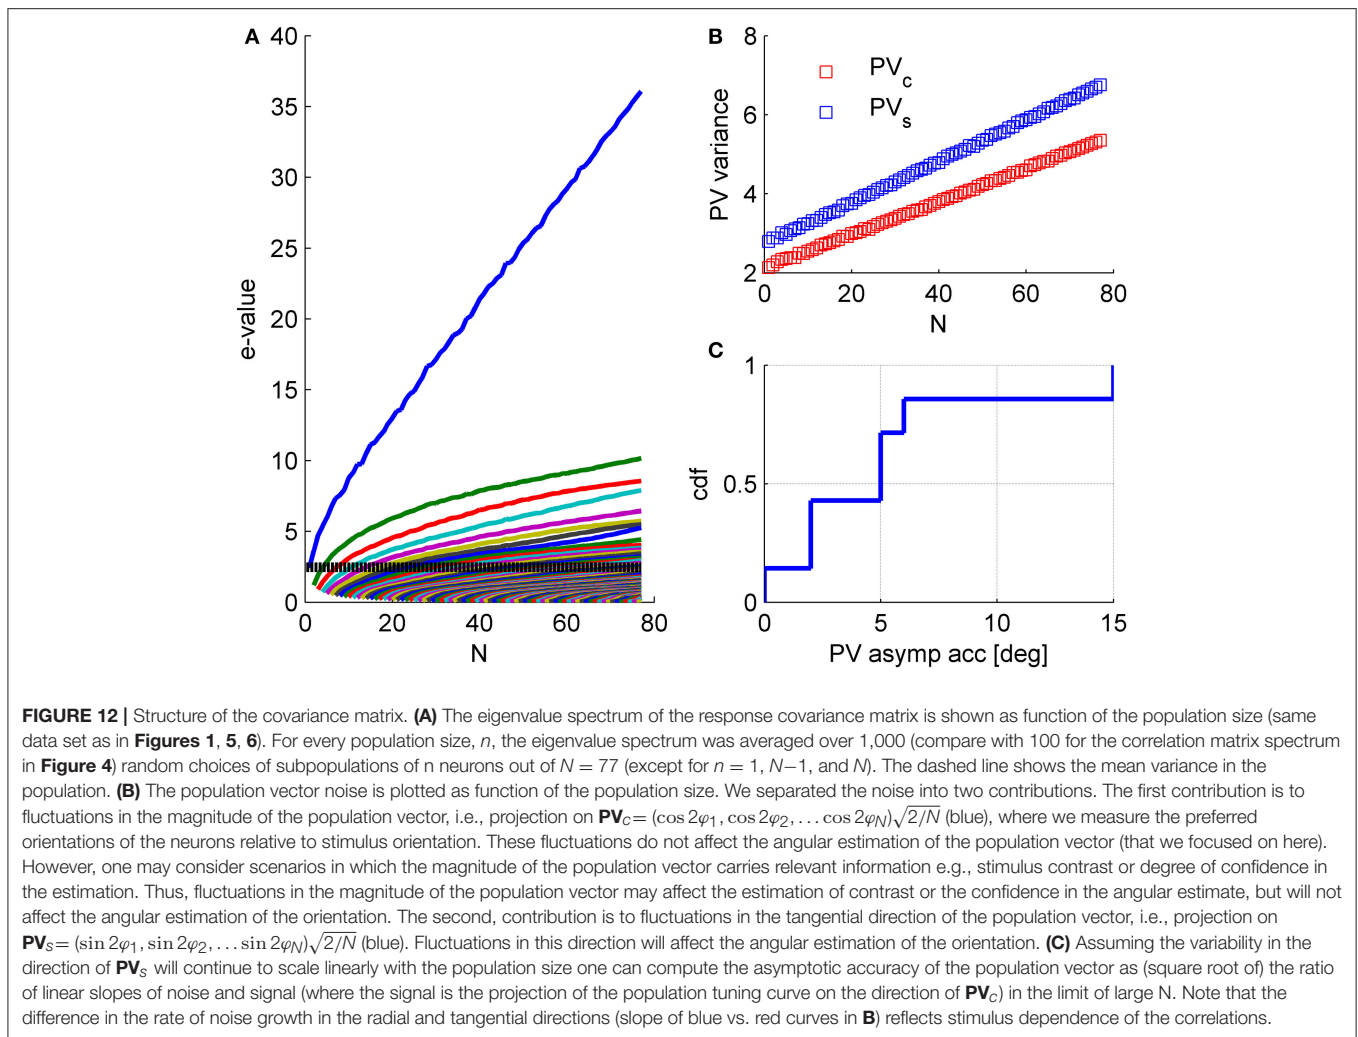 A
40
35
30
25
20
15
10
5
0
e-value
0 20 40 60 80
N
B
8
6
4
2
PV variance
PVc
PVs
0 20 40 60 80
N
C
1
0.5
0
cdf
0 5 10 15
PV asymp acc [deg]
FIGURE 12 | Structure of the covariance matrix. (A) The eigenvalue spectrum of the response covariance matrix is shown as function of the population size (same
data set as in Figures 1, 5, 6). For every population size, n, the eigenvalue spectrum was averaged over 1,000 (compare with 100 for the correlation matrix spectrum
in Figure 4) random choices of subpopulations of n neurons out of N = 77 (except for n = 1, N−1, and N). The dashed line shows the mean variance in the
population. (B) The population vector noise is plotted as function of the population size. We separated the noise into two contributions. The first contribution is to
fluctuations in the magnitude of the population vector, i.e., projection on PVC= (cos 2φ1, cos 2φ2, … cos 2φN)√2/N (blue), where we measure the preferred
orientations of the neurons relative to stimulus orientation. These fluctuations do not affect the angular estimation of the population vector (that we focused on here).
However, one may consider scenarios in which the magnitude of the population vector carries relevant information e.g., stimulus contrast or degree of confidence in
the estimation. Thus, fluctuations in the magnitude of the population vector may affect the estimation of contrast or the confidence in the angular estimate, but will not
affect the angular estimation of the orientation. The second, contribution is to fluctuations in the tangential direction of the population vector, i.e., projection on
PVS= (sin 2φ1, sin 2φ2, … sin 2φN)√2/N (blue). Fluctuations in this direction will affect the angular estimation of the orientation. (C) Assuming the variability in the
direction of PVs will continue to scale linearly with the population size one can compute the asymptotic accuracy of the population vector as (square root of) the ratio
of linear slopes of noise and signal (where the signal is the projection of the population tuning curve on the direction of PVC) in the limit of large N. Note that the
difference in the rate of noise growth in the radial and tangential directions (slope of blue vs. red curves in B) reflects stimulus dependence of the correlations.